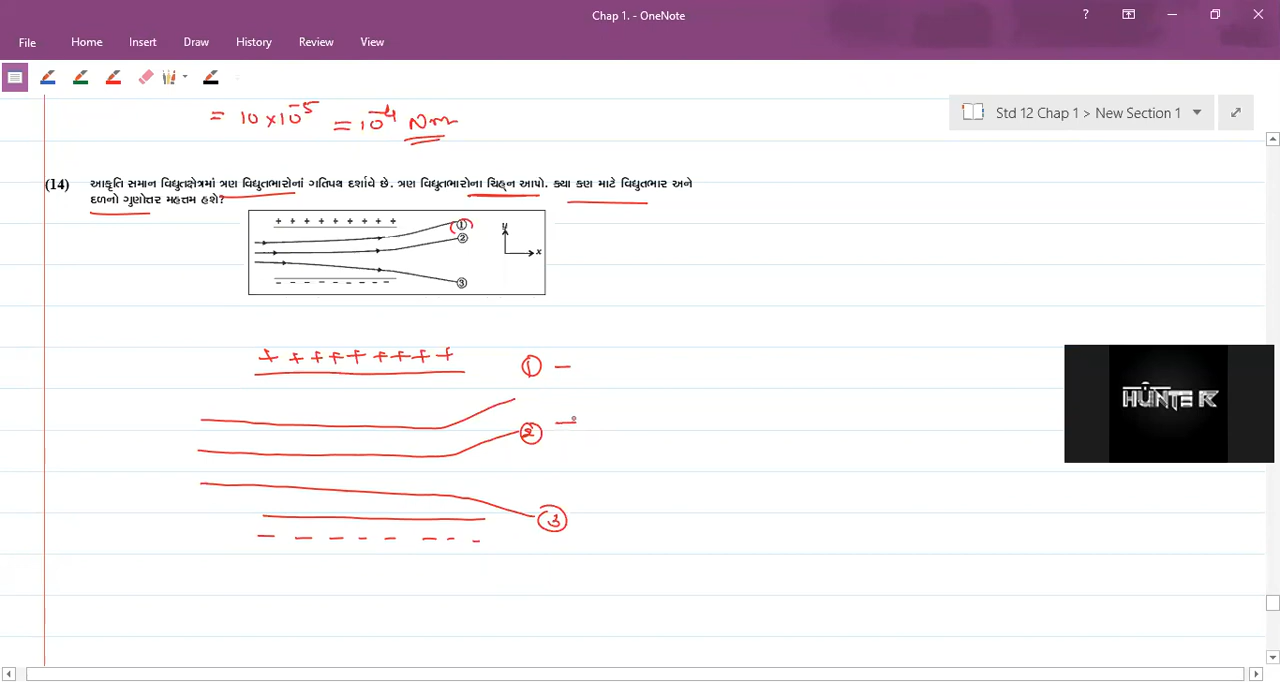 Chap 1. - OneNote
?
File Home Insert Draw History Review View
= 10 × 10⁻⁵ = 10⁻⁴ Nm
Std 12 Chap 1 > New Section 1
(14) આકૃતિ સમાન વિદ્યુતક્ષેત્રમાં ત્રણ વિદ્યુતભારોનાં ગતિપથ દર્શાવે છે. ત્રણ વિદ્યુતભારોના ચિહ્ન આપો. ક્યા કણ માટે વિદ્યુતભાર અને
દળનો ગુણોત્તર મહત્તમ હશે?
+ + + + + + + + +
①
②
y
x
③
- - - - - - - -
+ + + + + + + + +
① -
② -
③
- - - - - - - -
HUNTER